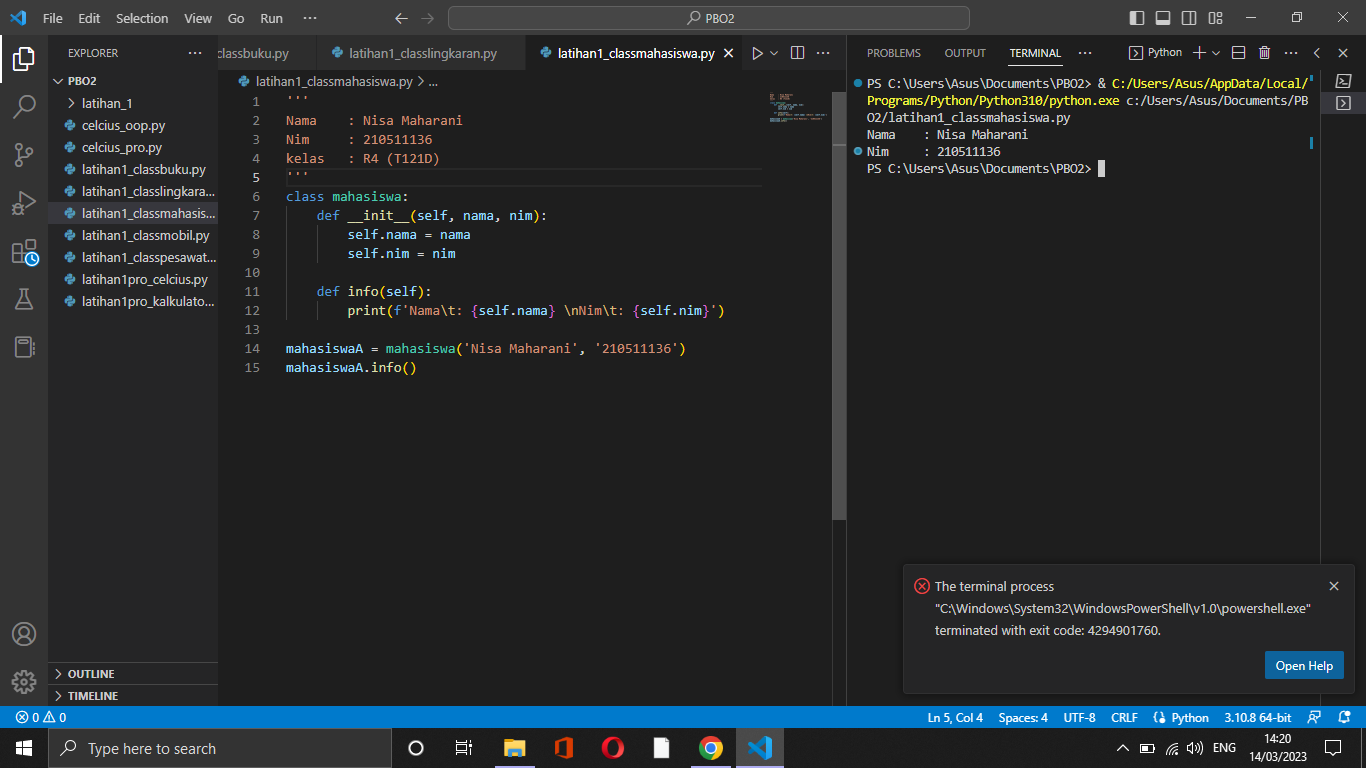 File Edit Selection View Go Run ··· PBO2
EXPLORER ···
PBO2
latihan_1
celcius_oop.py
celcius_pro.py
latihan1_classbuku.py
latihan1_classlingkara...
latihan1_classmahasis...
latihan1_classmobil.py
latihan1_classpesawat...
latihan1pro_celcius.py
latihan1pro_kalkulato...
OUTLINE
TIMELINE
classbuku.py latihan1_classlingkaran.py latihan1_classmahasiswa.py
latihan1_classmahasiswa.py > ...
1 '''
2 Nama    : Nisa Maharani
3 Nim     : 210511136
4 kelas   : R4 (T121D)
5 '''
6 class mahasiswa:
7     def __init__(self, nama, nim):
8         self.nama = nama
9         self.nim = nim
10
11     def info(self):
12         print(f'Nama\t: {self.nama} \nNim\t: {self.nim}')
13
14 mahasiswaA = mahasiswa('Nisa Maharani', '210511136')
15 mahasiswaA.info()
PROBLEMS OUTPUT TERMINAL ··· Python
PS C:\Users\Asus\Documents\PBO2> & C:/Users/Asus/AppData/Local/
Programs/Python/Python310/python.exe c:/Users/Asus/Documents/PB
O2/latihan1_classmahasiswa.py
Nama    : Nisa Maharani
Nim     : 210511136
PS C:\Users\Asus\Documents\PBO2>
The terminal process
"C:\Windows\System32\WindowsPowerShell\v1.0\powershell.exe"
terminated with exit code: 4294901760.
Open Help
0 0 Ln 5, Col 4 Spaces: 4 UTF-8 CRLF Python 3.10.8 64-bit
Type here to search ENG 14:20
14/03/2023